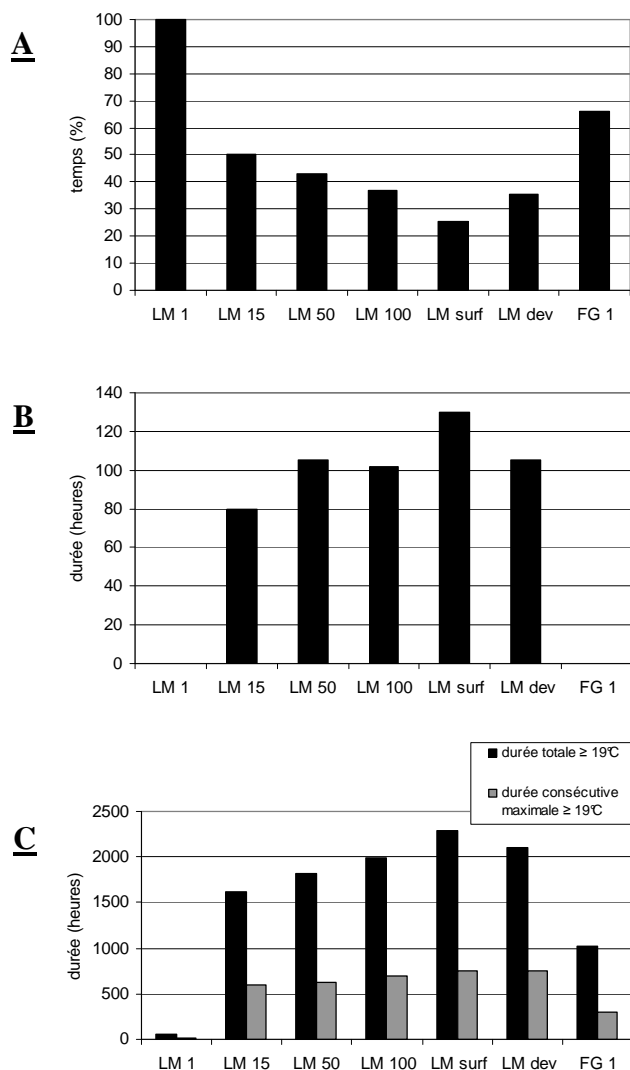 A
temps (%)
100
90
80
70
60
50
40
30
20
10
0
LM 1 LM 15 LM 50 LM 100 LM surf LM dev FG 1
B
durée (heures)
140
120
100
80
60
40
20
0
LM 1 LM 15 LM 50 LM 100 LM surf LM dev FG 1
durée totale ≥ 19°C
durée consécutive
maximale ≥ 19°C
C
durée (heures)
2500
2000
1500
1000
500
0
LM 1 LM 15 LM 50 LM 100 LM surf LM dev FG 1